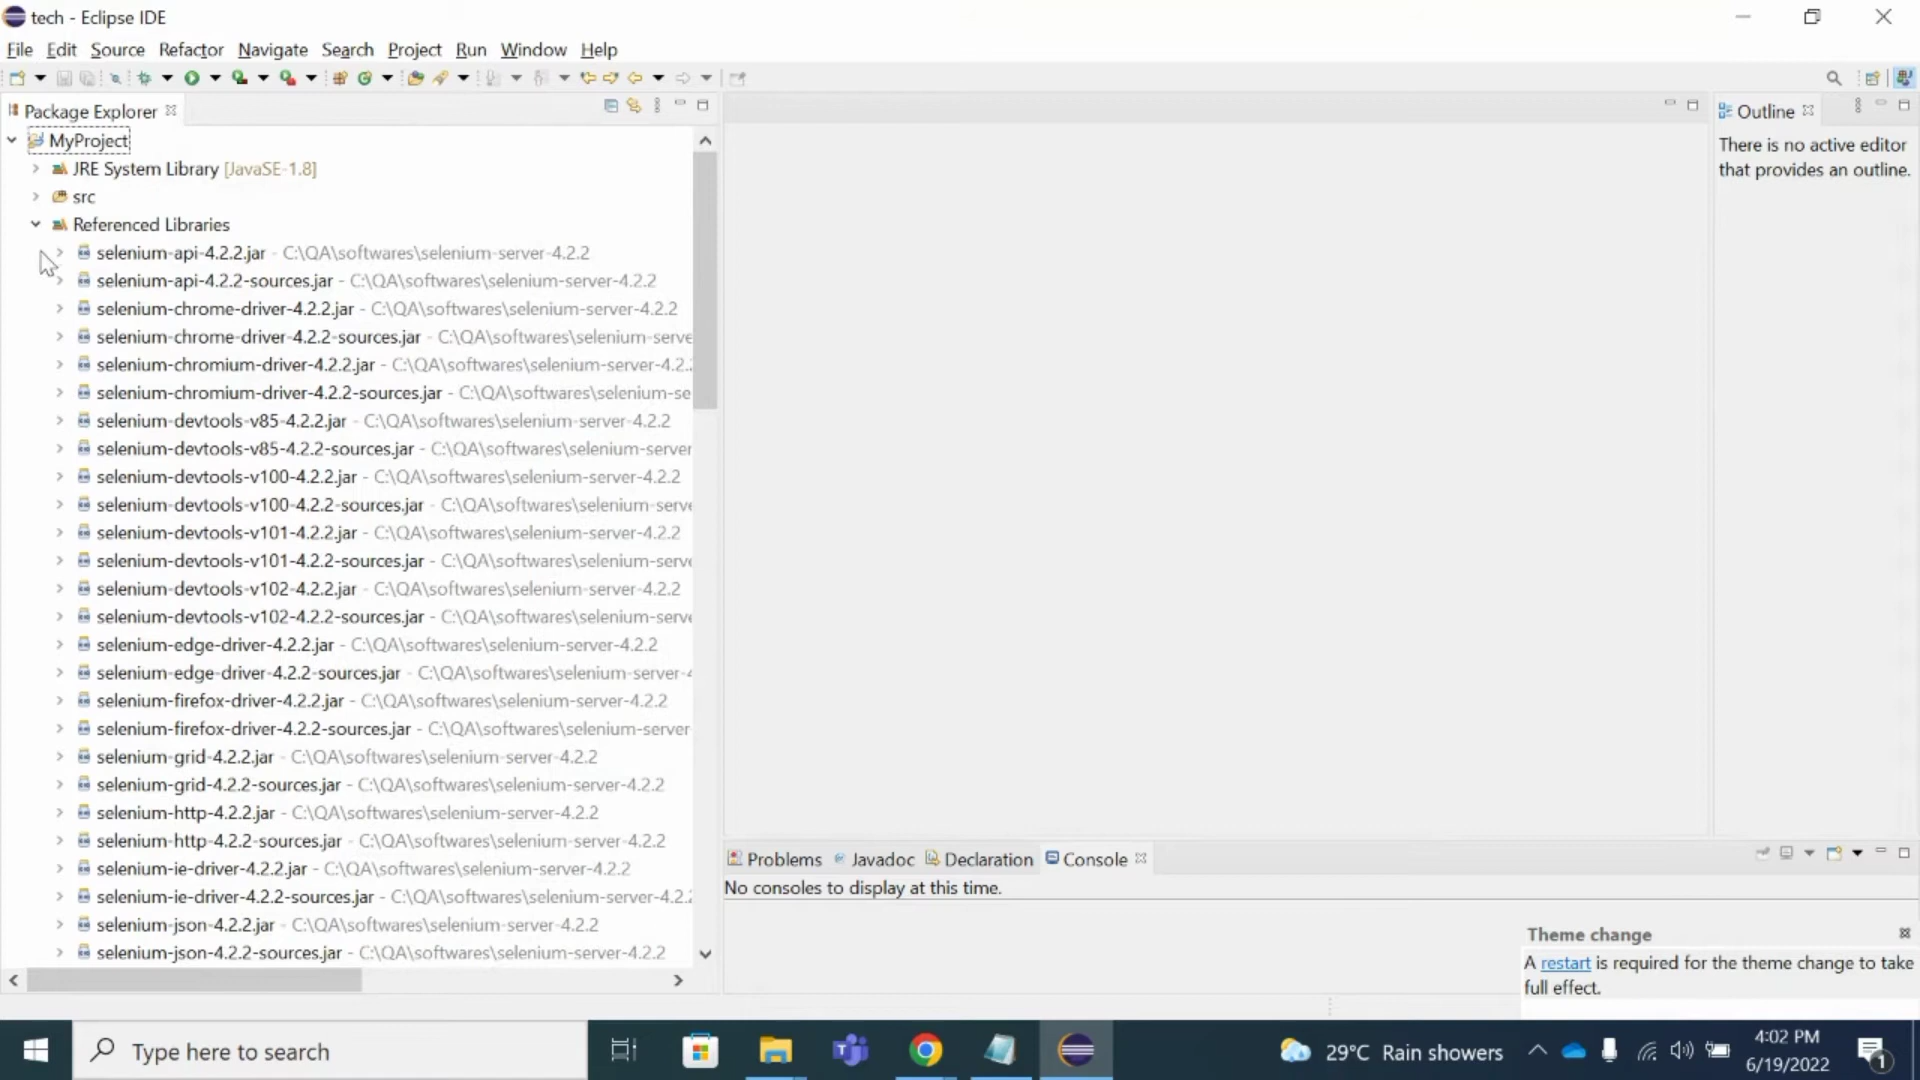 tech - Eclipse IDE
File Edit Source Refactor Navigate Search Project Run Window Help
Package Explorer
MyProject
JRE System Library [JavaSE-1.8]
src
Referenced Libraries
selenium-api-4.2.2.jar - C:\QA\softwares\selenium-server-4.2.2
selenium-api-4.2.2-sources.jar - C:\QA\softwares\selenium-server-4.2.2
selenium-chrome-driver-4.2.2.jar - C:\QA\softwares\selenium-server-4.2.2
selenium-chrome-driver-4.2.2-sources.jar - C:\QA\softwares\selenium-serve
selenium-chromium-driver-4.2.2.jar - C:\QA\softwares\selenium-server-4.2.
selenium-chromium-driver-4.2.2-sources.jar - C:\QA\softwares\selenium-se
selenium-devtools-v85-4.2.2.jar - C:\QA\softwares\selenium-server-4.2.2
selenium-devtools-v85-4.2.2-sources.jar - C:\QA\softwares\selenium-server
selenium-devtools-v100-4.2.2.jar - C:\QA\softwares\selenium-server-4.2.2
selenium-devtools-v100-4.2.2-sources.jar - C:\QA\softwares\selenium-serve
selenium-devtools-v101-4.2.2.jar - C:\QA\softwares\selenium-server-4.2.2
selenium-devtools-v101-4.2.2-sources.jar - C:\QA\softwares\selenium-serve
selenium-devtools-v102-4.2.2.jar - C:\QA\softwares\selenium-server-4.2.2
selenium-devtools-v102-4.2.2-sources.jar - C:\QA\softwares\selenium-serve
selenium-edge-driver-4.2.2.jar - C:\QA\softwares\selenium-server-4.2.2
selenium-edge-driver-4.2.2-sources.jar - C:\QA\softwares\selenium-server-4
selenium-firefox-driver-4.2.2.jar - C:\QA\softwares\selenium-server-4.2.2
selenium-firefox-driver-4.2.2-sources.jar - C:\QA\softwares\selenium-server
selenium-grid-4.2.2.jar - C:\QA\softwares\selenium-server-4.2.2
selenium-grid-4.2.2-sources.jar - C:\QA\softwares\selenium-server-4.2.2
selenium-http-4.2.2.jar - C:\QA\softwares\selenium-server-4.2.2
selenium-http-4.2.2-sources.jar - C:\QA\softwares\selenium-server-4.2.2
selenium-ie-driver-4.2.2.jar - C:\QA\softwares\selenium-server-4.2.2
selenium-ie-driver-4.2.2-sources.jar - C:\QA\softwares\selenium-server-4.2.
selenium-json-4.2.2.jar - C:\QA\softwares\selenium-server-4.2.2
selenium-json-4.2.2-sources.jar - C:\QA\softwares\selenium-server-4.2.2
Outline
There is no active editor
that provides an outline.
Problems Javadoc Declaration Console
No consoles to display at this time.
Theme change
A restart is required for the theme change to take
full effect.
Type here to search
29°C Rain showers
4:02 PM
6/19/2022
1